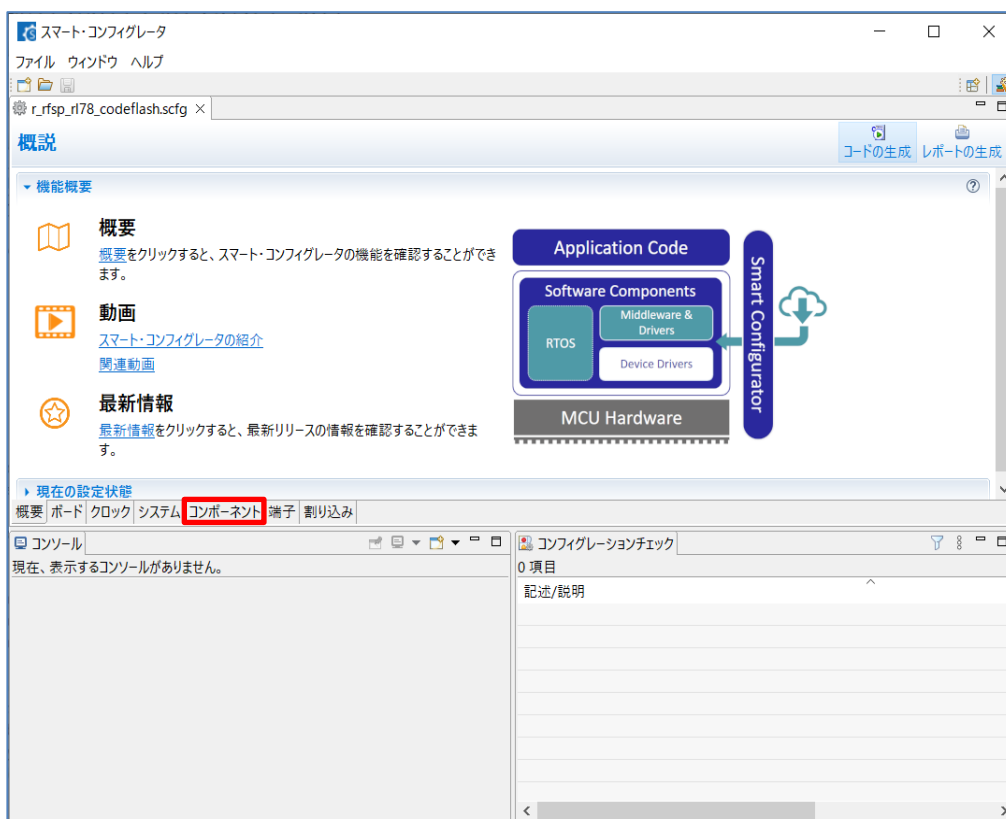 スマート・コンフィグレータ
ファイル ウィンドウ ヘルプ
r_rfsp_rl78_codeflash.scfg
概説
コードの生成 レポートの生成
機能概要
概要
概要をクリックすると、スマート・コンフィグレータの機能を確認することができ
ます。
動画
スマート・コンフィグレータの紹介
関連動画
最新情報
最新情報をクリックすると、最新リリースの情報を確認することができま
す。
Application Code
Software Components
RTOS
Middleware &
Drivers
Device Drivers
MCU Hardware
Smart Configurator
現在の設定状態
概要 ボード クロック システム コンポーネント 端子 割り込み
コンソール
現在、表示するコンソールがありません。
コンフィグレーションチェック
0 項目
記述/説明